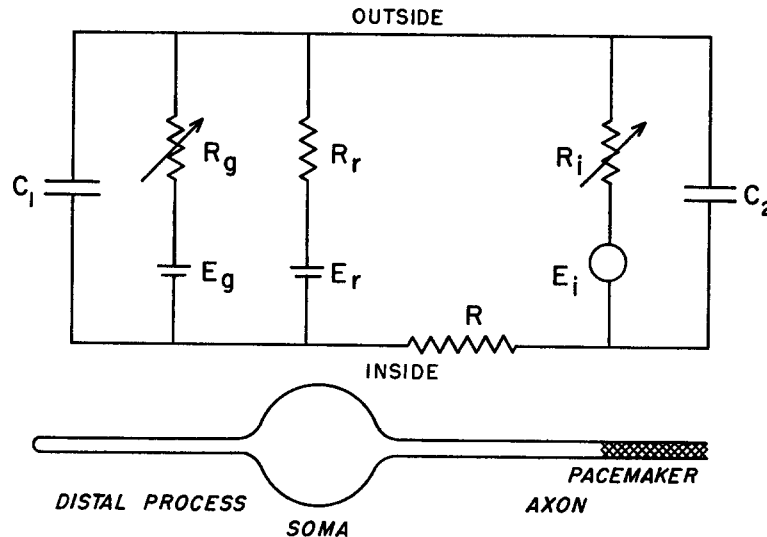 OUTSIDE
C1 Rg Rr Ri C2
Eg Er Ei
R
INSIDE
PACEMAKER
DISTAL PROCESS AXON
SOMA